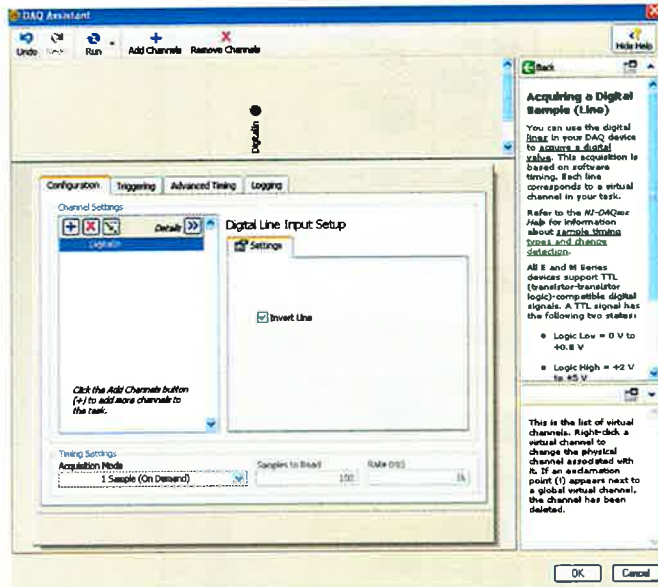 DAQ Assistant
Undo
Run
Add Channels
Remove Channels
Hide Help
DigitalIn
Configuration
Triggering
Advanced Timing
Logging
Channel Settings
Details
DigitalIn
Click the Add Channels button
(+) to add more channels to
the task.
Digital Line Input Setup
Settings
Invert Line
Timing Settings
Acquisition Mode
1 Sample (On Demand)
Samples to Read
100
Rate (Hz)
1k
Back
Acquiring a Digital
Sample (Line)
You can use the digital
lines in your DAQ device
to acquire a digital
value. This acquisition is
based on software
timing. Each line
corresponds to a virtual
channel in your task.
Refer to the NI-DAQmx
Help for information
about sample timing
types and change
detection.
All E and M Series
devices support TTL
(transistor-transistor
logic)-compatible digital
signals. A TTL signal has
the following two states:
• Logic Low = 0 V to
+0.8 V
• Logic High = +2 V
to +5 V
This is the list of virtual
channels. Right-click a
virtual channel to
change the physical
channel associated with
it. If an exclamation
point (!) appears next to
a global virtual channel,
the channel has been
deleted.
OK
Cancel